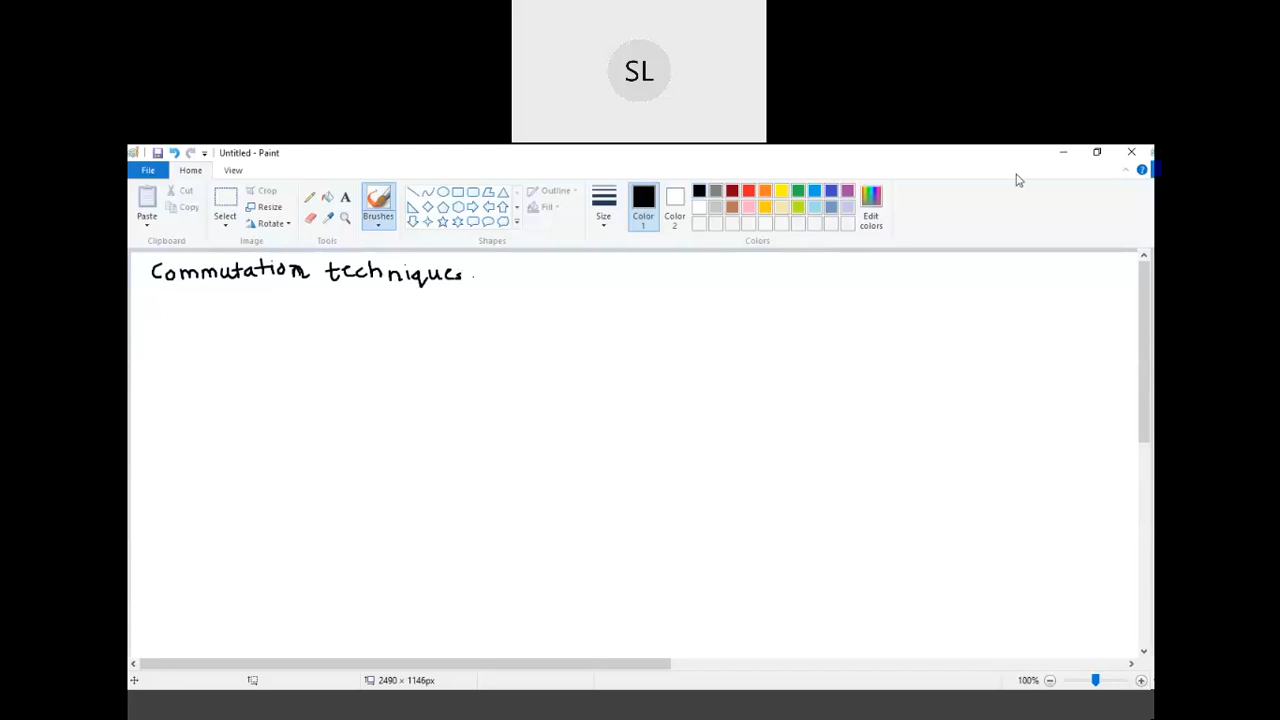 SL
Untitled - Paint
File Home View
Paste
Cut
Copy
Clipboard
Select
Crop
Resize
Rotate
Image
Tools
Brushes
Shapes
Outline
Fill
Size
Color 1
Color 2
Edit colors
Colors
Commutation techniques.
2490 × 1146px
100%